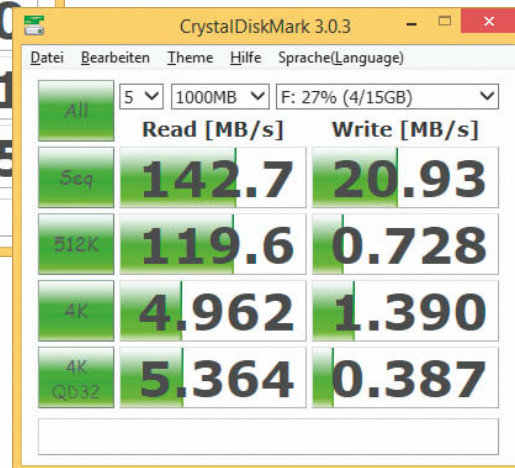 CrystalDiskMark 3.0.3
Datei Bearbeiten Theme Hilfe Sprache(Language)
All 5 1000MB F: 27% (4/15GB)
Read [MB/s] Write [MB/s]
Seq 142.7 20.93
512K 119.6 0.728
4K 4.962 1.390
4K QD32 5.364 0.387